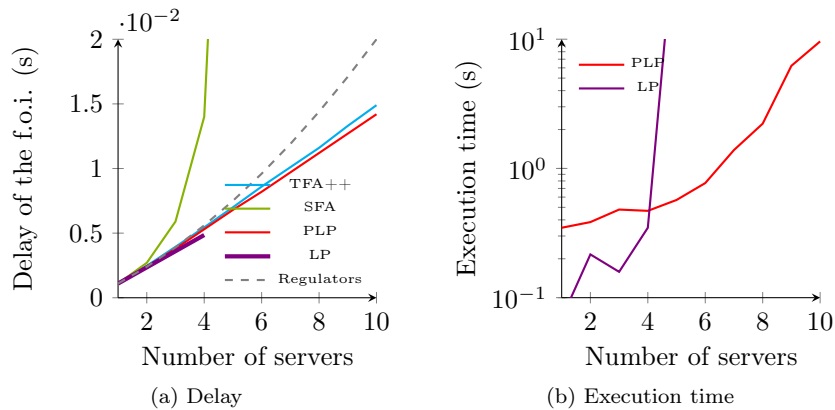 ·10⁻²
Delay of the f.o.i. (s)
2
1.5
1
0.5
0
TFA++
SFA
PLP
LP
Regulators
2 4 6 8 10
Number of servers
(a) Delay
Execution time (s)
10¹
10⁰
10⁻¹
PLP
LP
2 4 6 8 10
Number of servers
(b) Execution time